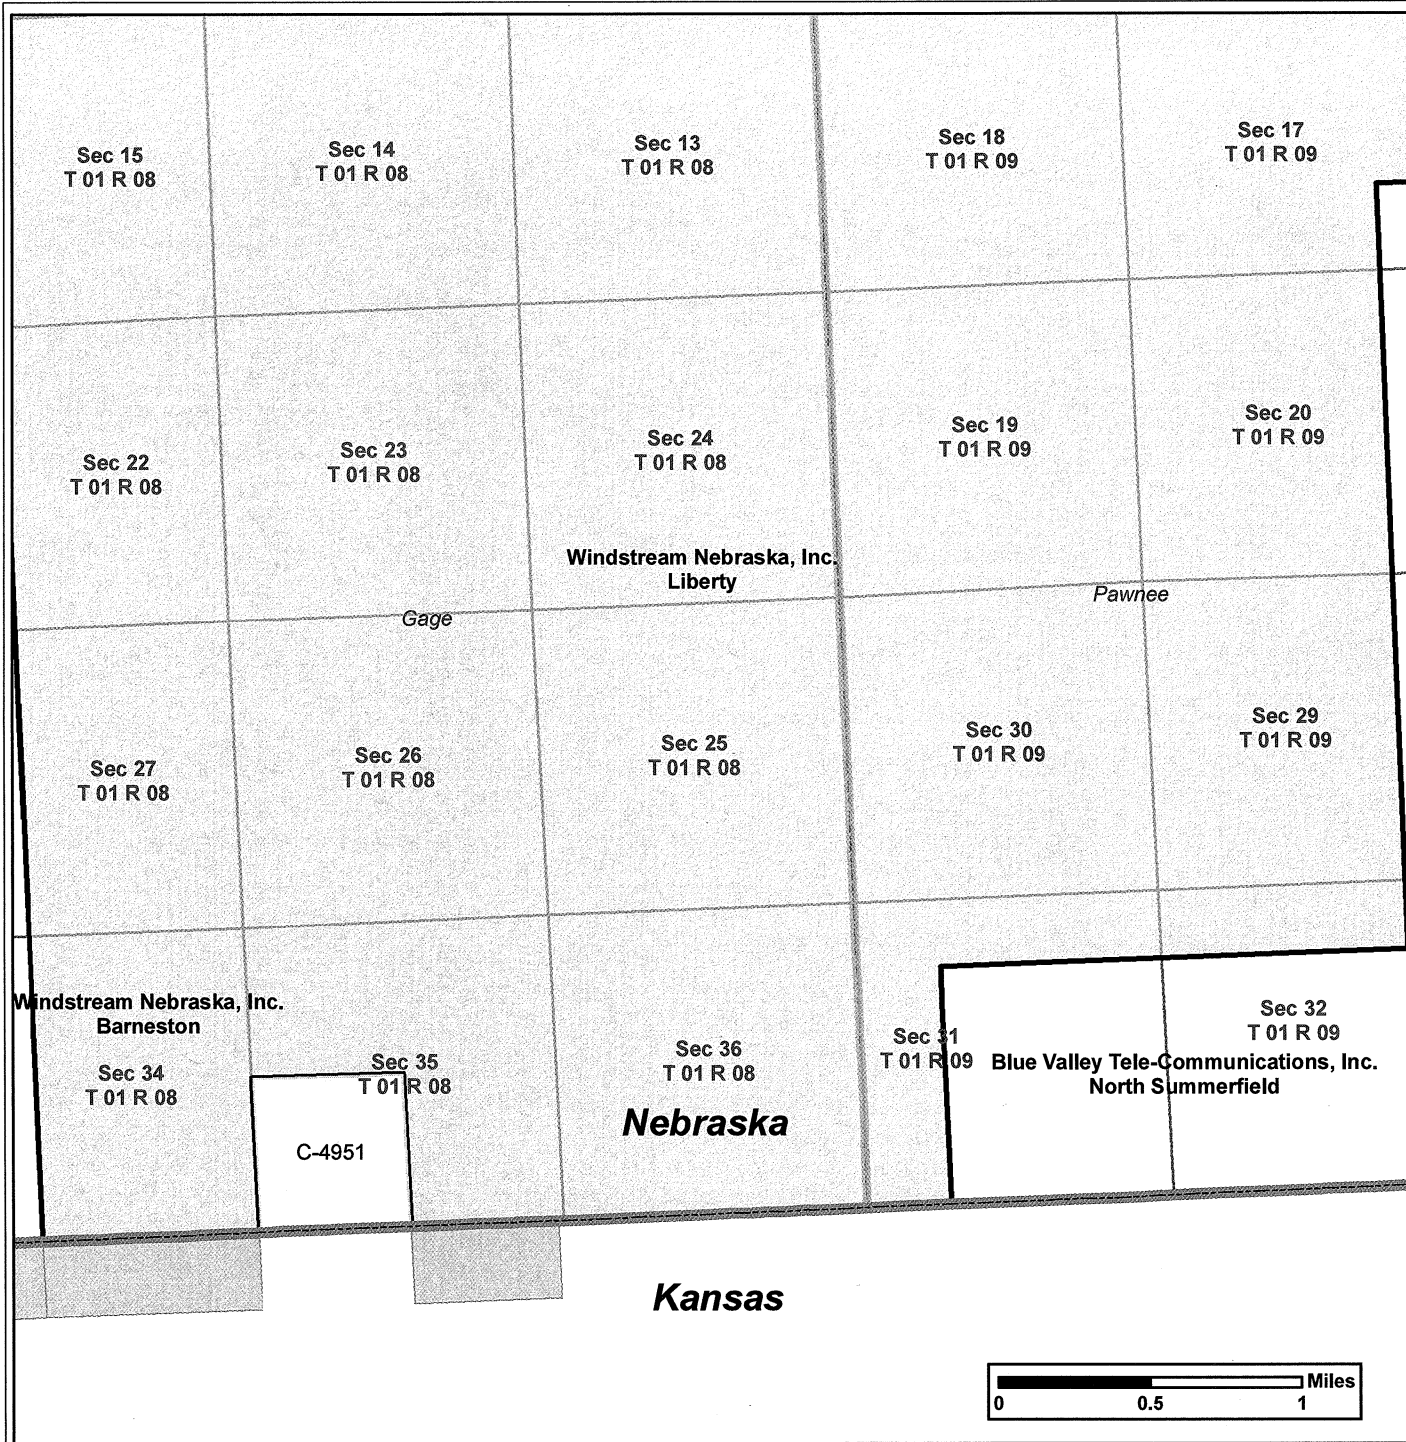 Sec 15
T 01 R 08
Sec 14
T 01 R 08
Sec 13
T 01 R 08
Sec 18
T 01 R 09
Sec 17
T 01 R 09
Sec 22
T 01 R 08
Sec 23
T 01 R 08
Sec 24
T 01 R 08
Sec 19
T 01 R 09
Sec 20
T 01 R 09
Windstream Nebraska, Inc.
Liberty
Gage
Pawnee
Sec 27
T 01 R 08
Sec 26
T 01 R 08
Sec 25
T 01 R 08
Sec 30
T 01 R 09
Sec 29
T 01 R 09
Windstream Nebraska, Inc.
Barneston
Sec 34
T 01 R 08
Sec 35
T 01 R 08
Sec 36
T 01 R 08
Sec 31
T 01 R 09
Sec 32
T 01 R 09
Blue Valley Tele-Communications, Inc.
North Summerfield
Nebraska
C-4951
Kansas
Miles
0 0.5 1